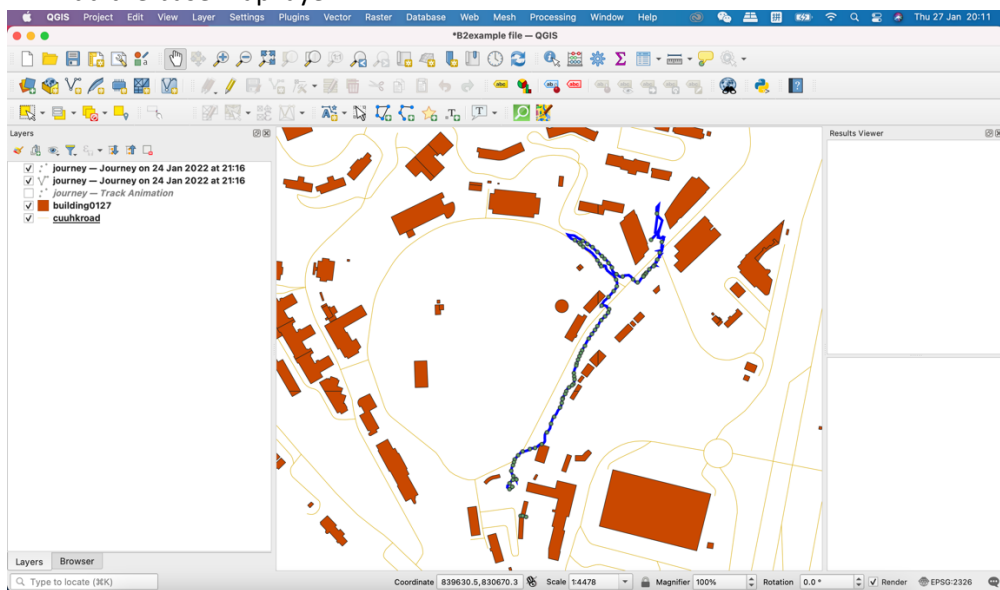 QGIS Project Edit View Layer Settings Plugins Vector Raster Database Web Mesh Processing Window Help Thu 27 Jan 20:11
*B2example file — QGIS
Layers
Results Viewer
journey — Journey on 24 Jan 2022 at 21:16
journey — Journey on 24 Jan 2022 at 21:16
journey — Track Animation
building0127
cuuhkroad
Layers Browser
Type to locate (⌘K) Coordinate 839630.5,830670.3 Scale 1:4478 Magnifier 100% Rotation 0.0 ° Render EPSG:2326